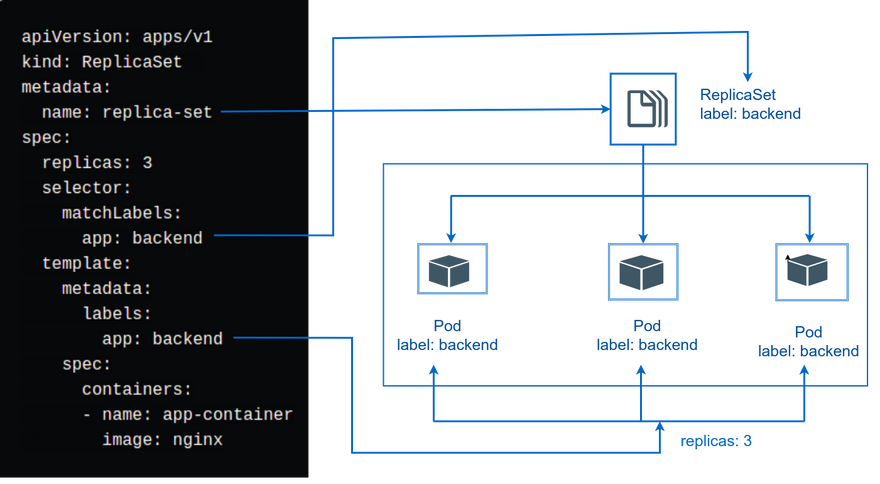 apiVersion: apps/v1
kind: ReplicaSet
metadata:
  name: replica-set
spec:
  replicas: 3
  selector:
    matchLabels:
      app: backend
  template:
    metadata:
      labels:
        app: backend
    spec:
      containers:
      - name: app-container
        image: nginx
ReplicaSet
label: backend
Pod
label: backend
Pod
label: backend
Pod
label: backend
replicas: 3